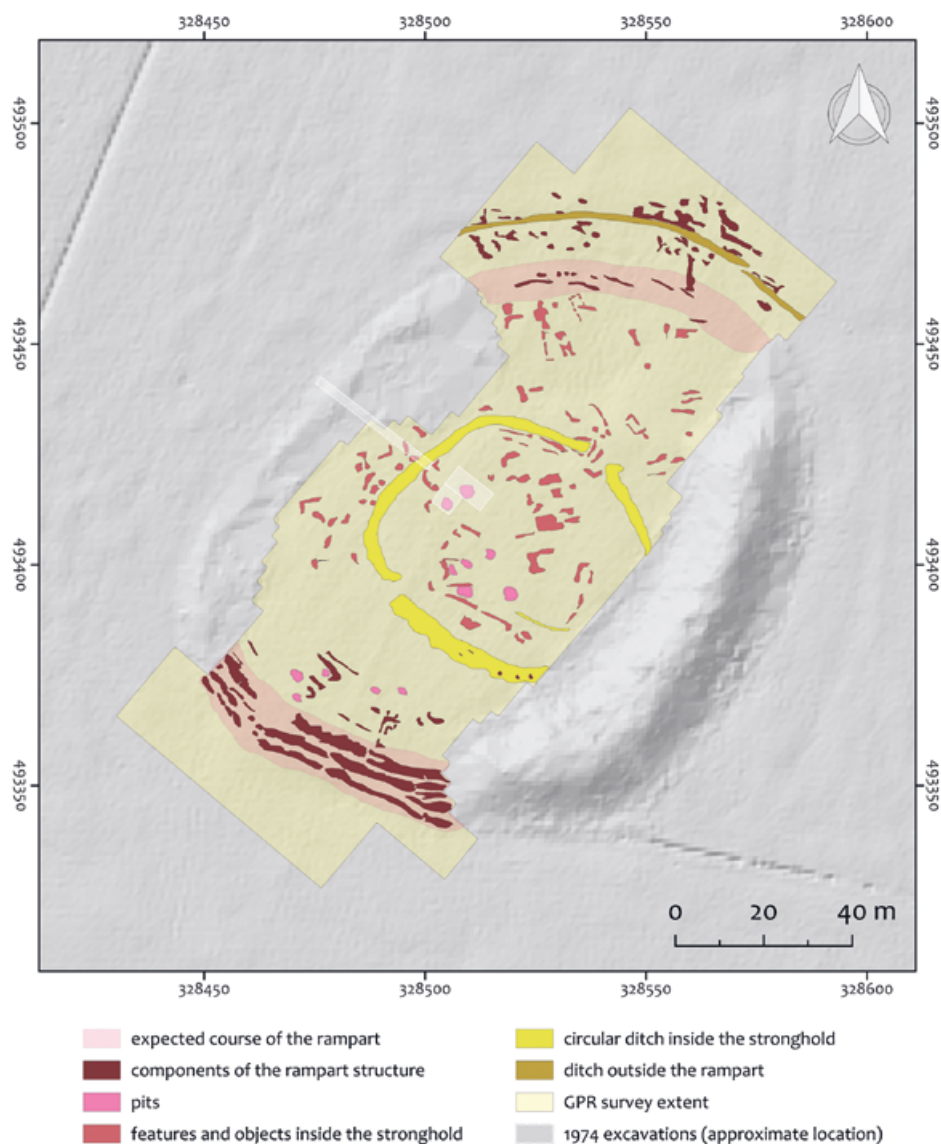 328450 328500 328550 328600
493500 493500
493450 493450
493400 493400
493350 493350
0 20 40 m
328450 328500 328550 328600
expected course of the rampart
components of the rampart structure
pits
features and objects inside the stronghold
circular ditch inside the stronghold
ditch outside the rampart
GPR survey extent
1974 excavations (approximate location)